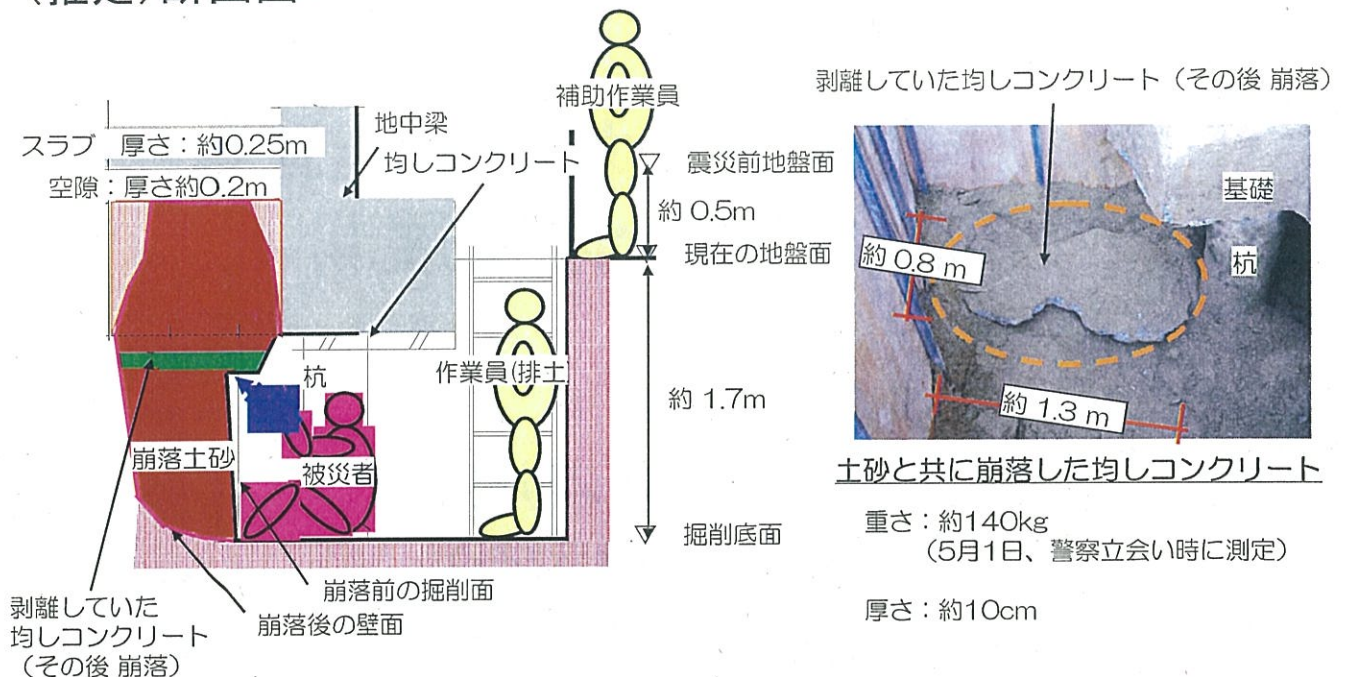 スラブ 厚さ：約0.25m
空隙：厚さ約0.2m
地中梁
均しコンクリート
補助作業員
震災前地盤面
約 0.5m
現在の地盤面
杭
作業員(排土)
約 1.7m
崩落土砂
被災者
掘削底面
崩落前の掘削面
崩落後の壁面
剥離していた
均しコンクリート
（その後 崩落）
剥離していた均しコンクリート（その後 崩落）
基礎
杭
約 0.8 m
約 1.3 m
土砂と共に崩落した均しコンクリート
重さ：約140kg
（5月1日、警察立会い時に測定）
厚さ：約10cm